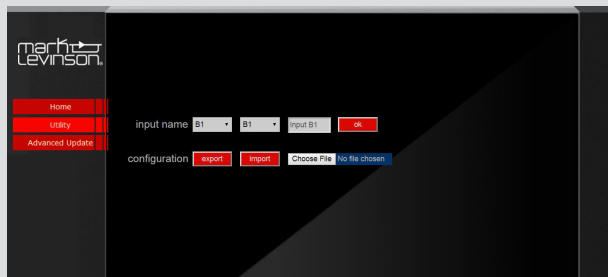 mark
Levinson®
Home
Utility
Advanced Update
input name B1 B1 Input B1 ok
configuration export import Choose File No file chosen